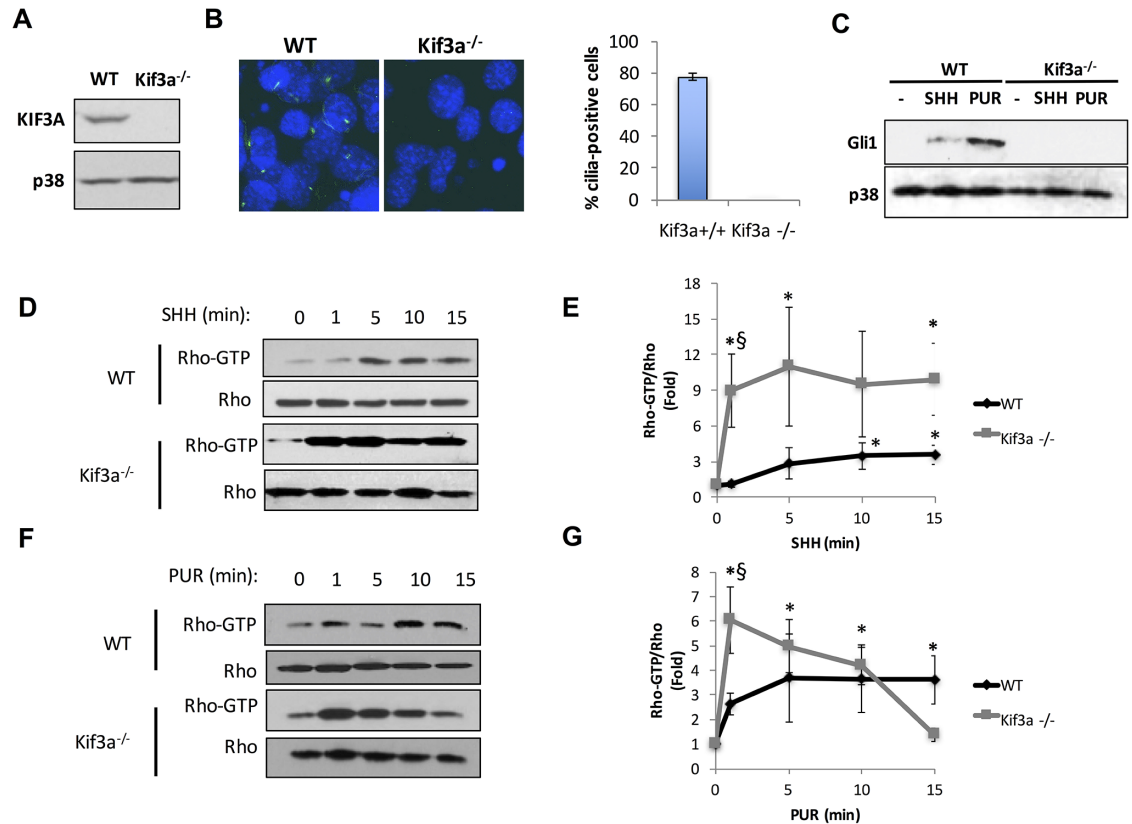 A
B
C
WT Kif3a-/-
KIF3A
p38
WT Kif3a-/-
% cilia-positive cells
100
80
60
40
20
0
Kif3a+/+ Kif3a -/-
WT Kif3a-/-
- SHH PUR - SHH PUR
Gli1
p38
D
SHH (min): 0 1 5 10 15
WT
Rho-GTP
Rho
Kif3a-/-
Rho-GTP
Rho
E
Rho-GTP/Rho
(Fold)
18
15
12
9
6
3
0
*§ * *
* *
0 5 10 15
SHH (min)
WT
Kif3a -/-
F
PUR (min): 0 1 5 10 15
WT
Rho-GTP
Rho
Kif3a-/-
Rho-GTP
Rho
G
Rho-GTP/Rho
(Fold)
8
7
6
5
4
3
2
1
0
*§ * * *
0 5 10 15
PUR (min)
WT
Kif3a -/-